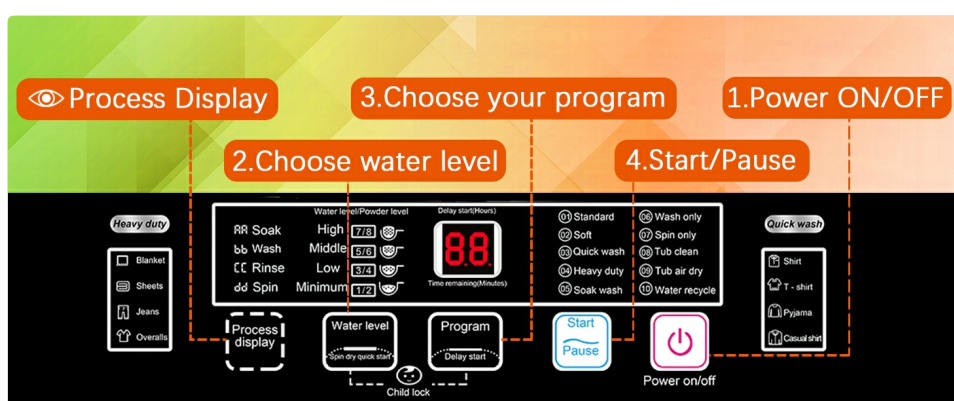 Process Display
3.Choose your program
1.Power ON/OFF
2.Choose water level
4.Start/Pause
Heavy duty
Blanket
Sheets
Jeans
Overalls
Water level/Powder level
Delay start(Hours)
AA Soak
High 7/8
bb Wash
Middle 5/6
CC Rinse
Low 3/4
dd Spin
Minimum 1/2
88
Time remaining(Minutes)
01 Standard
02 Soft
03 Quick wash
04 Heavy duty
05 Soak wash
06 Wash only
07 Spin only
08 Tub clean
09 Tub air dry
10 Water recycle
Quick wash
Shirt
T - shirt
Pyjama
Casual shirt
Process
display
Water level
Spin dry quick start
Program
Delay start
Child lock
Start
Pause
Power on/off